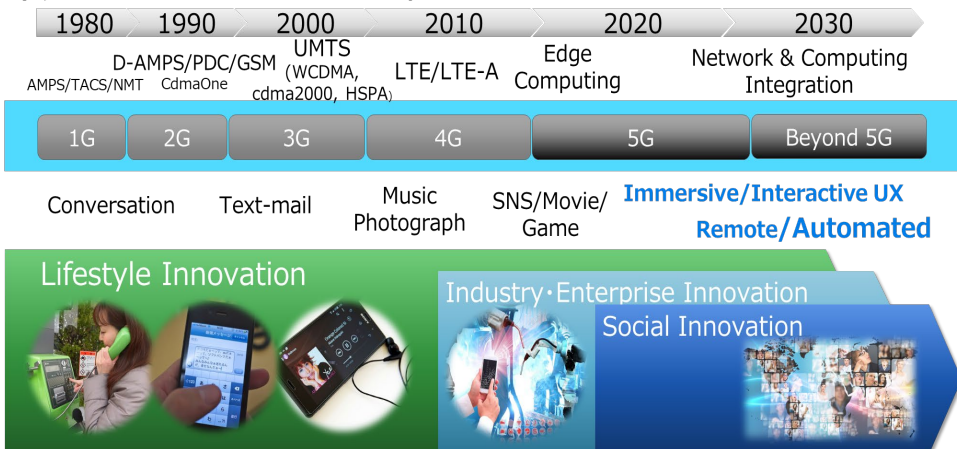 1980 1990 2000 2010 2020 2030
D-AMPS/PDC/GSM
UMTS
Edge
Network & Computing
AMPS/TACS/NMT CdmaOne
(WCDMA,
LTE/LTE-A
Computing
Integration
cdma2000, HSPA)
1G 2G 3G 4G 5G Beyond 5G
Conversation
Text-mail
Music
Photograph
SNS/Movie/
Game
Immersive/Interactive UX
Remote/Automated
Lifestyle Innovation
Industry・Enterprise Innovation
Social Innovation